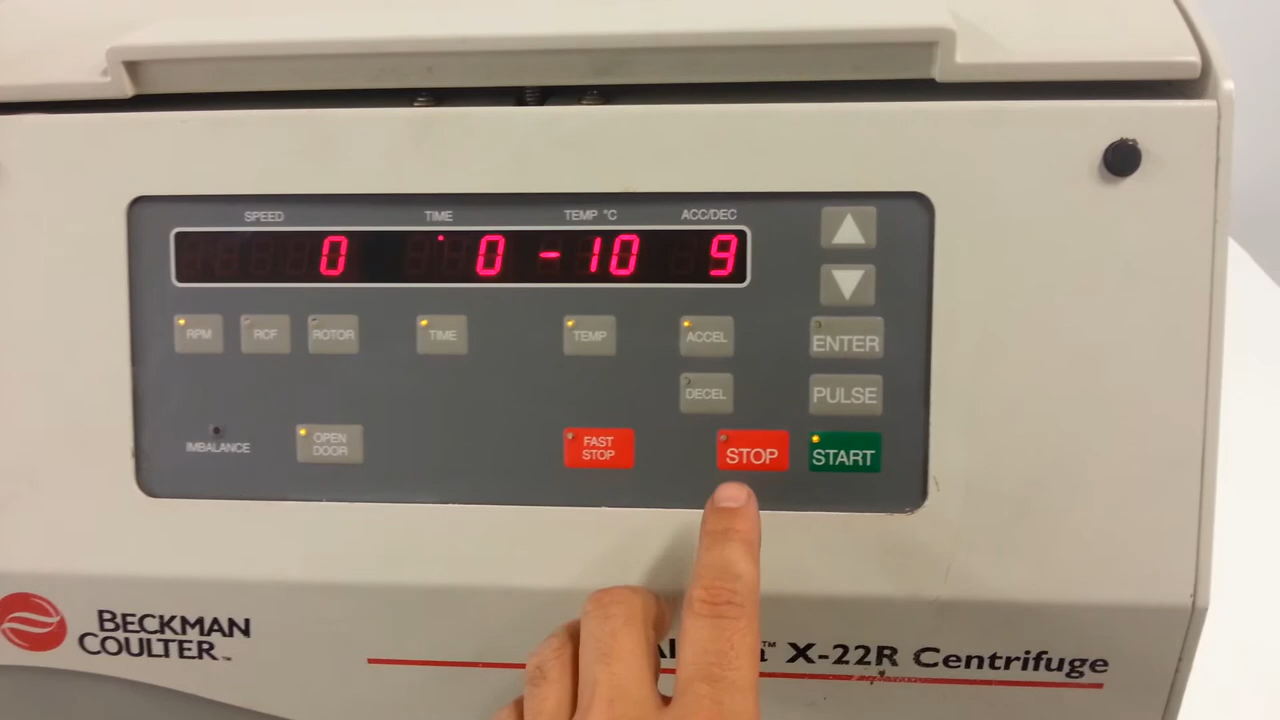 SPEED TIME TEMP °C ACC/DEC
0 0 -10 9
RPM RCF ROTOR TIME TEMP ACCEL ENTER
DECEL PULSE
IMBALANCE
OPEN
DOOR
FAST
STOP
STOP
START
BECKMAN
COULTER™
X-22R Centrifuge